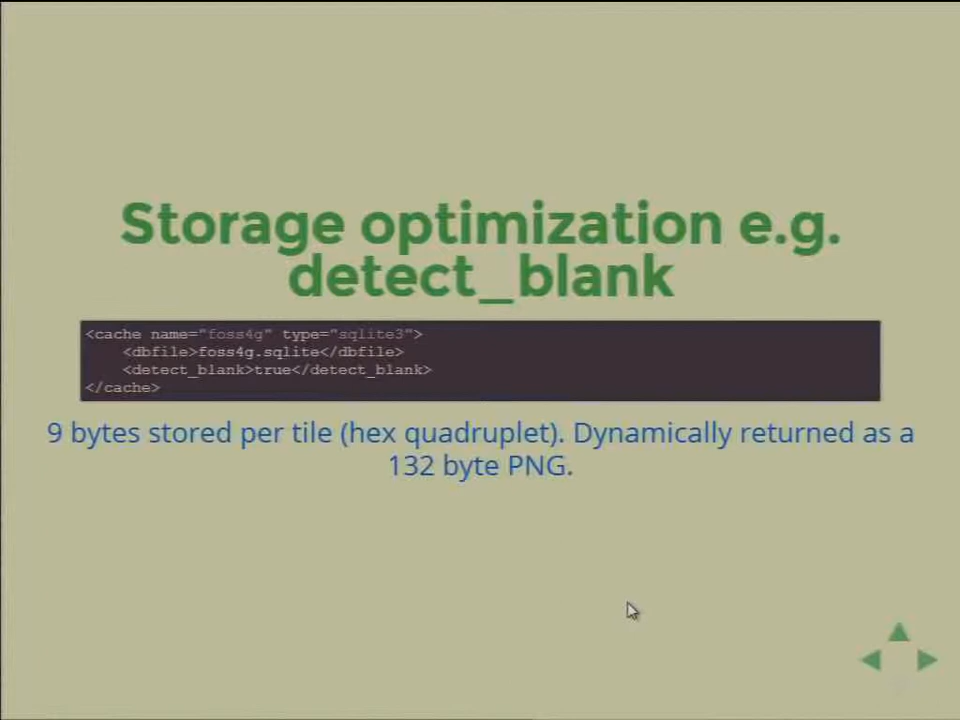 Storage optimization e.g.
detect_blank
<cache name="foss4g" type="sqlite3">
<dbfile>foss4g.sqlite</dbfile>
<detect_blank>true</detect_blank>
</cache>
9 bytes stored per tile (hex quadruplet). Dynamically returned as a
132 byte PNG.